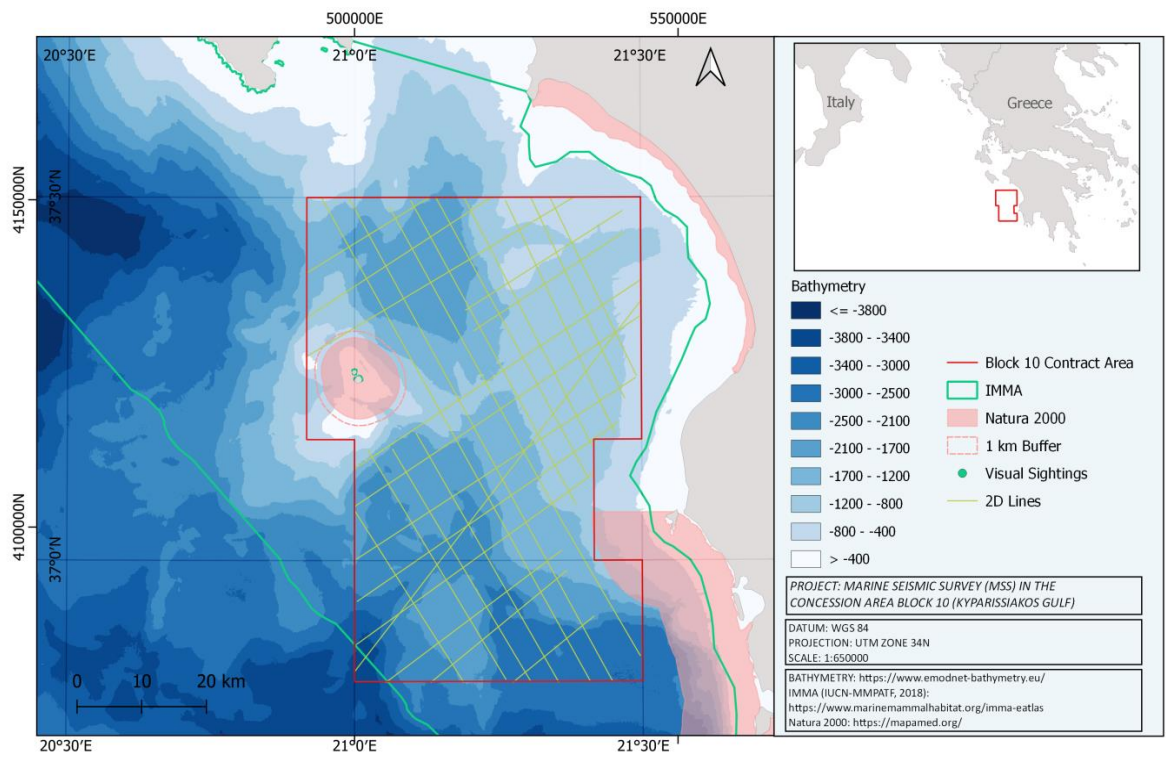 500000E
550000E
20°30′E
21°0′E
21°30′E
4150000N
37°30′N
4100000N
37°0′N
0 10 20 km
20°30′E
21°0′E
21°30′E
Italy
Greece
Bathymetry
<= -3800
-3800 - -3400
-3400 - -3000
-3000 - -2500
-2500 - -2100
-2100 - -1700
-1700 - -1200
-1200 - -800
-800 - -400
> -400
Block 10 Contract Area
IMMA
Natura 2000
1 km Buffer
Visual Sightings
2D Lines
PROJECT: MARINE SEISMIC SURVEY (MSS) IN THE
CONCESSION AREA BLOCK 10 (KYPARISSIAKOS GULF)
DATUM: WGS 84
PROJECTION: UTM ZONE 34N
SCALE: 1:650000
BATHYMETRY: https://www.emodnet-bathymetry.eu/
IMMA (IUCN-MMPATF, 2018):
https://www.marinemammalhabitat.org/imma-eatlas
Natura 2000: https://mapamed.org/